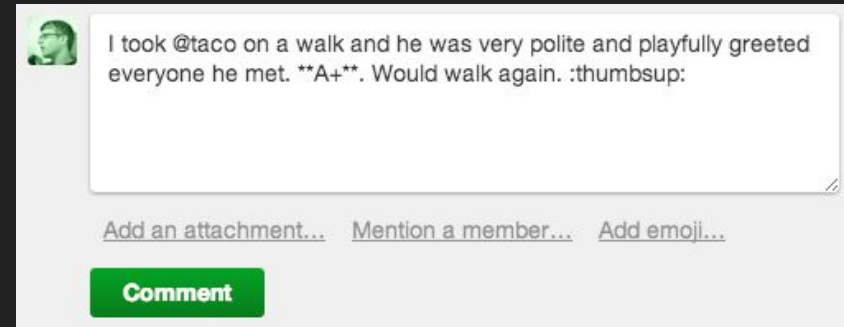 I took @taco on a walk and he was very polite and playfully greeted
everyone he met. **A+**. Would walk again. :thumbsup:
Add an attachment... Mention a member... Add emoji...
Comment